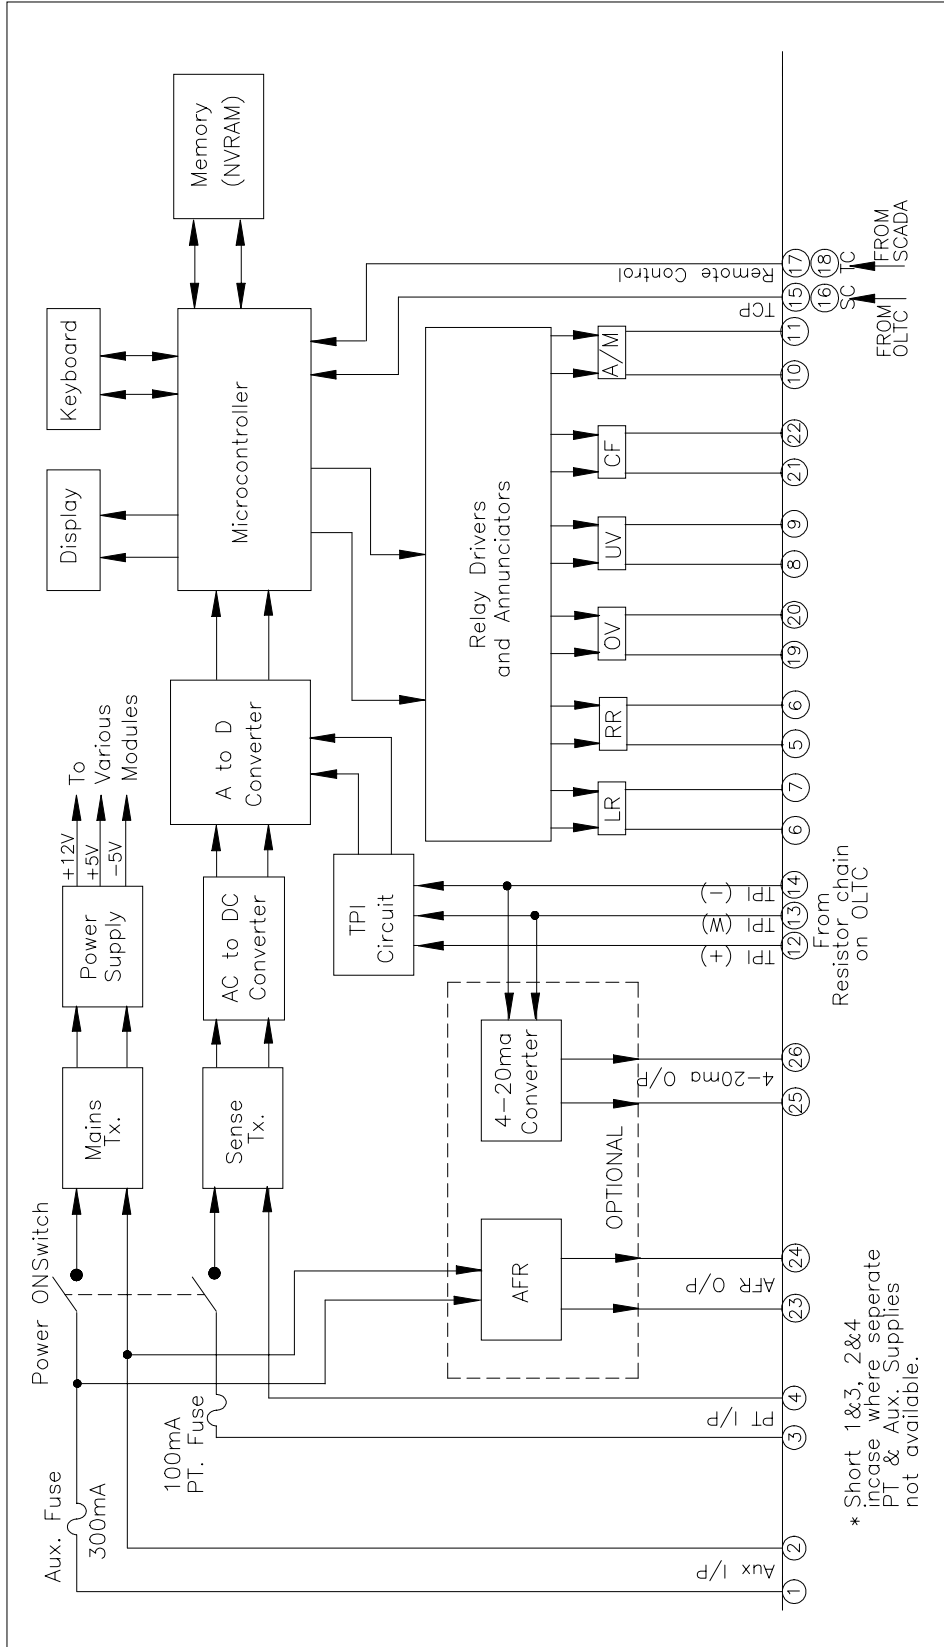 Aux. Fuse
300mA
Power ONSwitch
100mA
PT. Fuse
Mains
Tx.
Power
Supply
+12V
+5V
-5V
To
Various
Modules
Sense
Tx.
AC to DC
Converter
A to D
Converter
Display
Keyboard
Microcontroller
Memory
(NVRAM)
TPI
Circuit
Relay Drivers
and Annunciators
AFR
4-20ma
Converter
OPTIONAL
LR
RR
OV
UV
CF
A/M
Aux I/P
PT I/P
AFR O/P
4-20ma O/P
TPI (+)
TPI (W)
TPI (-)
TCP
Remote Control
1
2
3
4
23
24
25
26
12
13
14
6
7
5
6
19
20
8
9
21
22
10
11
15
17
16
18
SC
TC
From
Resistor chain
on OLTC
FROM
OLTC
FROM
SCADA
* Short 1&3, 2&4
incase where seperate
PT & Aux. Supplies
not available.